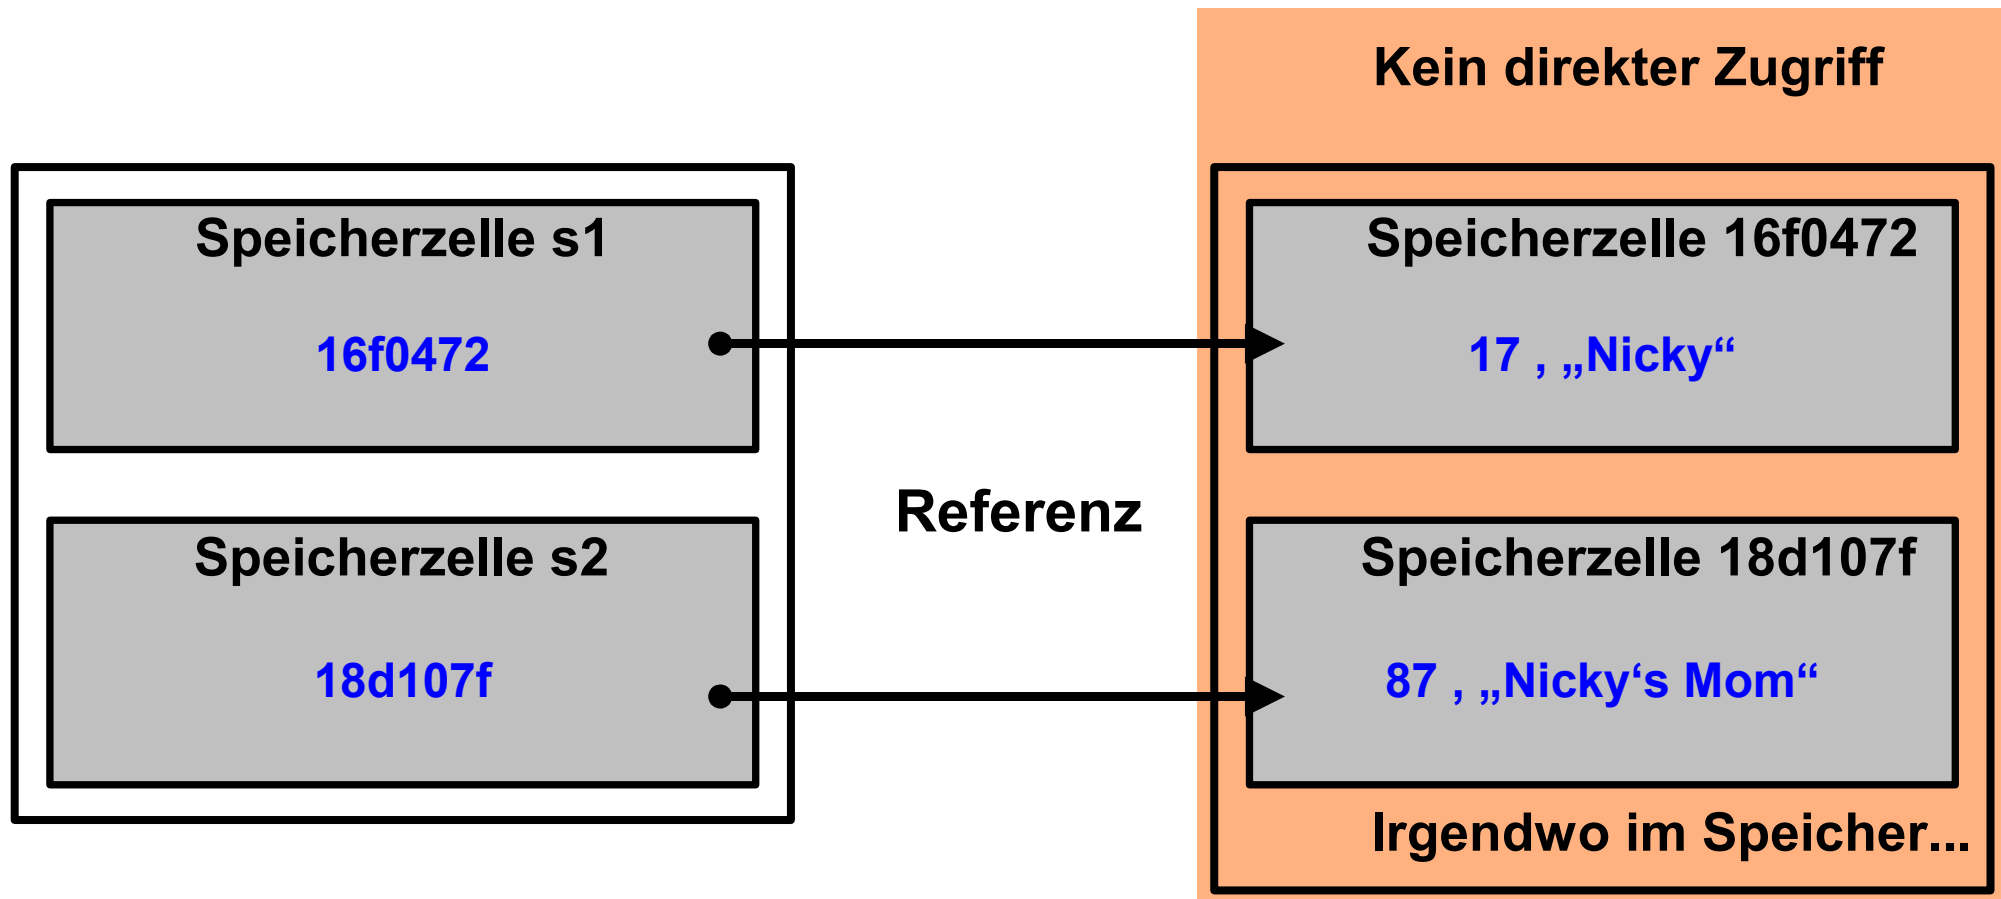 Kein direkter Zugriff
Speicherzelle s1
16f0472
Speicherzelle 16f0472
17 , „Nicky“
Referenz
Speicherzelle s2
18d107f
Speicherzelle 18d107f
87 , „Nicky‘s Mom“
Irgendwo im Speicher...